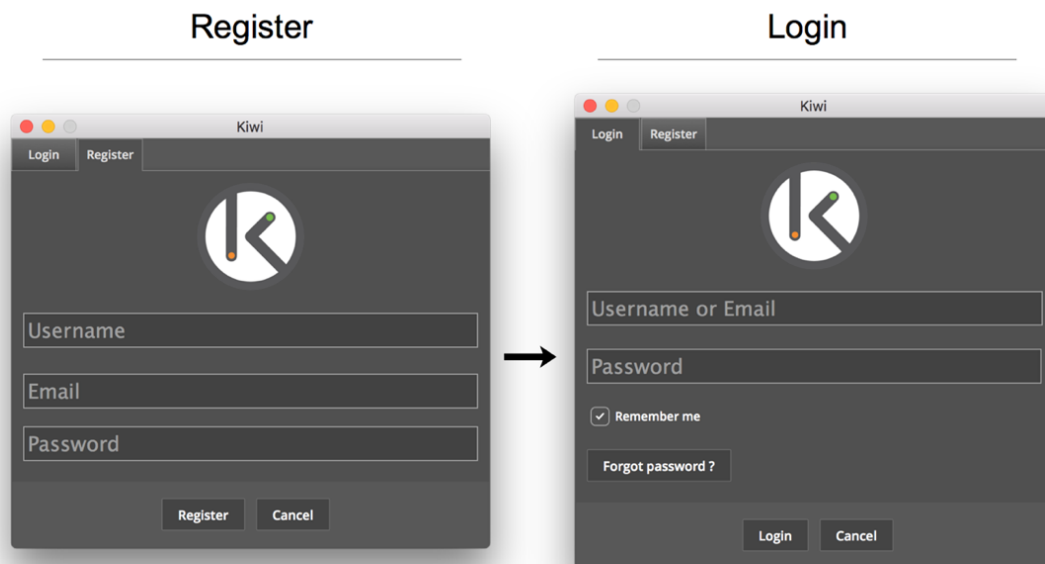 Register
Kiwi
Login Register
Username
Email
Password
Register Cancel
Login
Kiwi
Login Register
Username or Email
Password
Remember me
Forgot password ?
Login Cancel